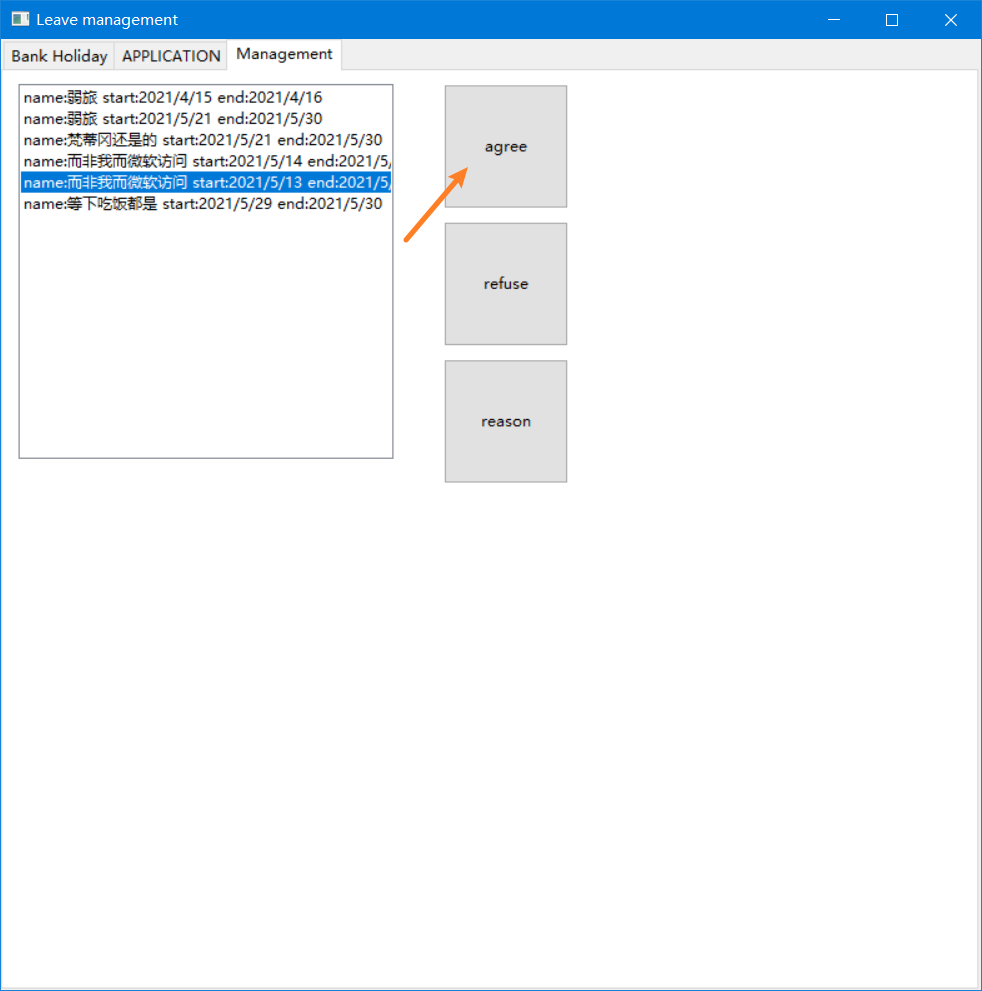 Leave management
Bank Holiday APPLICATION Management
name:弱旅 start:2021/4/15 end:2021/4/16
name:弱旅 start:2021/5/21 end:2021/5/30
name:梵蒂冈还是的 start:2021/5/21 end:2021/5/30
name:而非我而微软访问 start:2021/5/14 end:2021/5/
name:而非我而微软访问 start:2021/5/13 end:2021/5/
name:等下吃饭都是 start:2021/5/29 end:2021/5/30
agree
refuse
reason